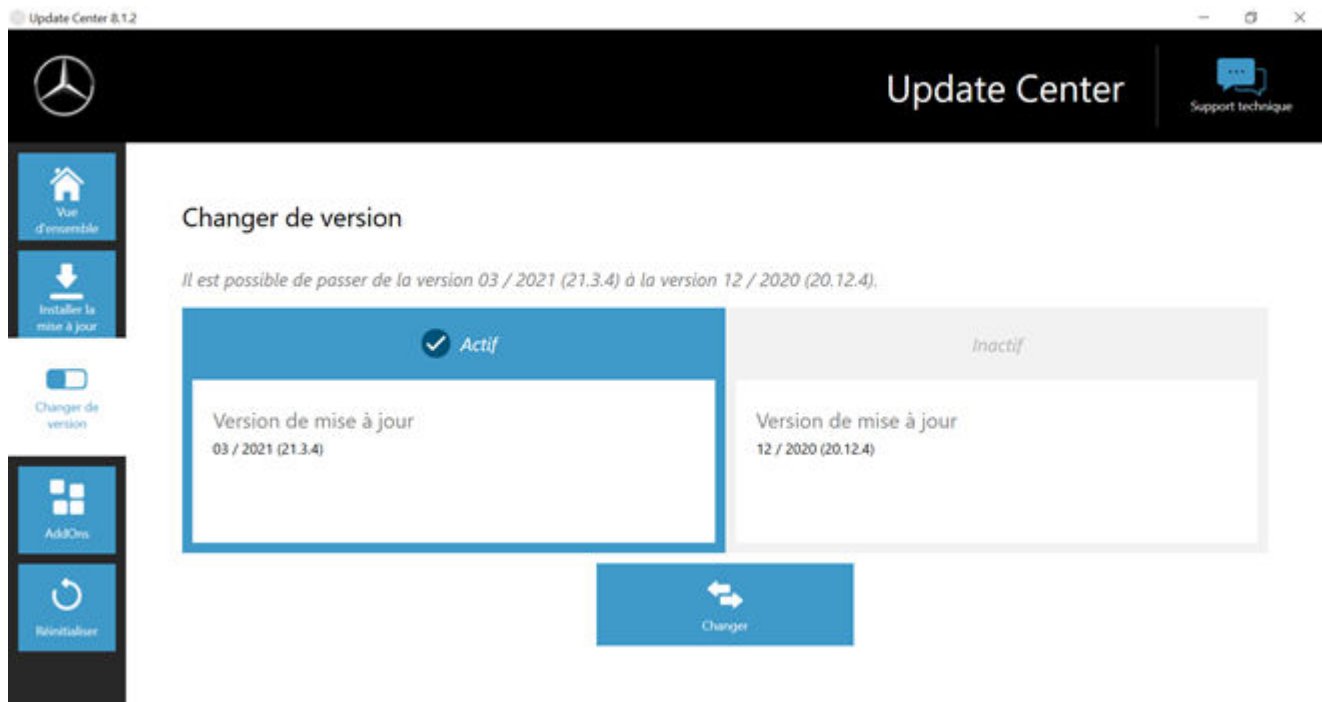 Update Center 8.1.2
Update Center
Support technique
Vue
d'ensemble
Installer la
mise à jour
Changer de
version
AddOns
Réinitialiser
Changer de version
Il est possible de passer de la version 03 / 2021 (21.3.4) à la version 12 / 2020 (20.12.4).
Actif
Inactif
Version de mise à jour
03 / 2021 (21.3.4)
Version de mise à jour
12 / 2020 (20.12.4)
Changer